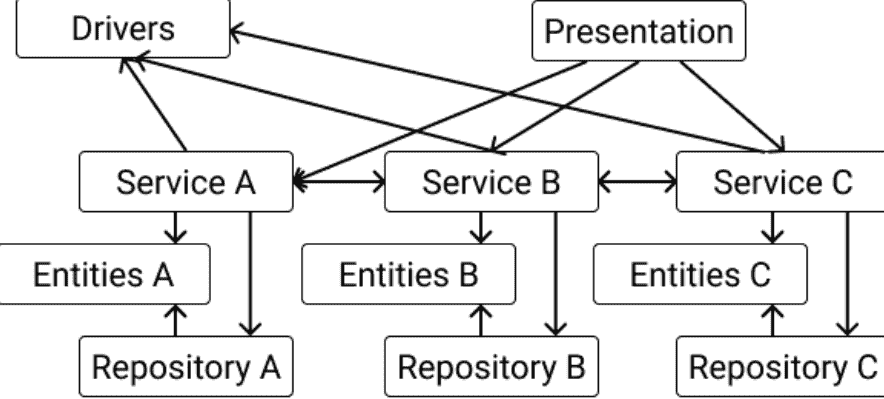 Drivers
Presentation
Service A
Service B
Service C
Entities A
Entities B
Entities C
Repository A
Repository B
Repository C